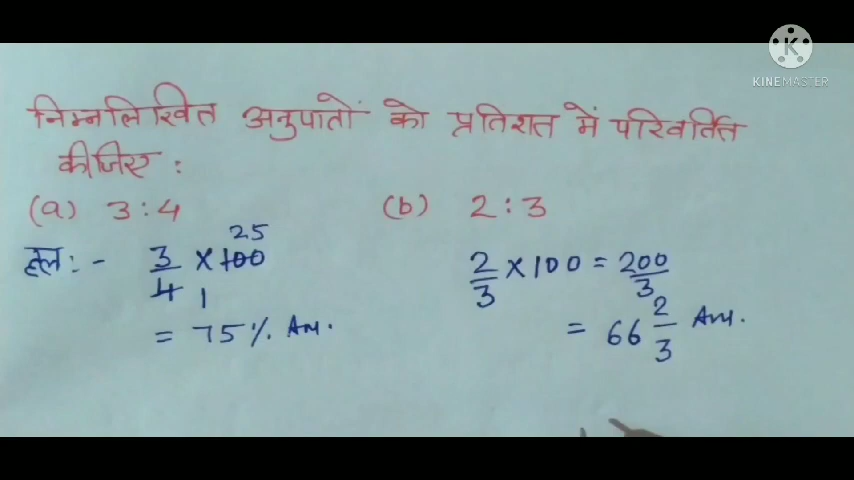 KINEMASTER
निम्नलिखित अनुपातों को प्रतिशत में परिवर्तित
कीजिए :
(a) 3:4 (b) 2:3
हल: - 3/4 × 100 25 1
= 75% Ans.
2/3 × 100 = 200/3
= 66 2/3 Ans.